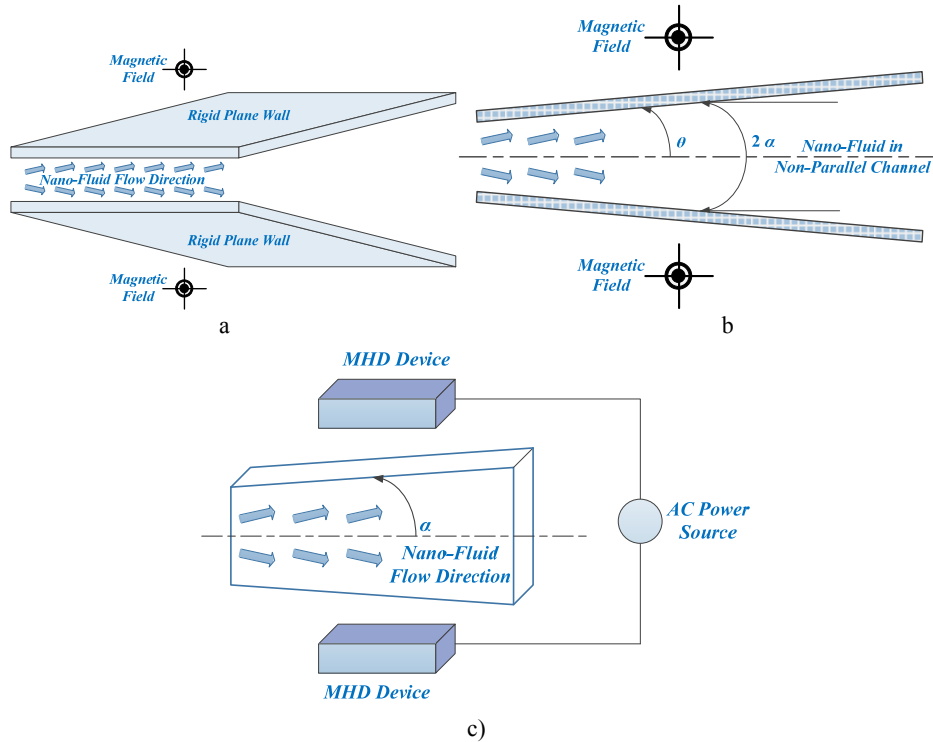 Magnetic
Field
Rigid Plane Wall
Nano-Fluid Flow Direction
Rigid Plane Wall
Magnetic
Field
a
Magnetic
Field
θ
2 α
Nano-Fluid in
Non-Parallel Channel
Magnetic
Field
b
MHD Device
α
Nano-Fluid
Flow Direction
AC Power
Source
MHD Device
c)